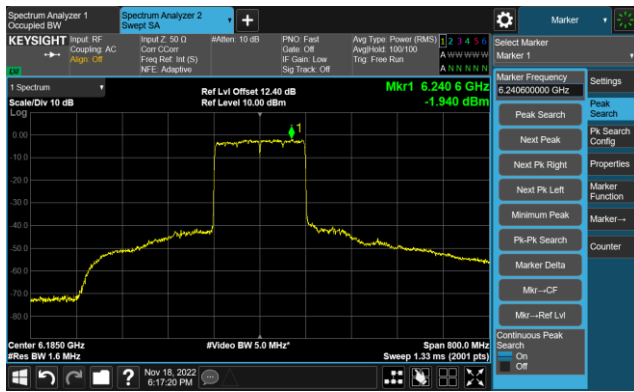 Spectrum Analyzer 1
Occupied BW
Spectrum Analyzer 2
Swept SA
Marker
KEYSIGHT
Input: RF
Coupling: AC
Align: Off
Input Z: 50 Ω
Corr CCorr
Freq Ref: Int (S)
NFE: Adaptive
#Atten: 10 dB
PNO: Fast
Gate: Off
IF Gain: Low
Sig Track: Off
Avg Type: Power (RMS)
Avg|Hold: 100/100
Trig: Free Run
1 2 3 4 5 6
A W W W W W
A N N N N N
Select Marker
Marker 1
1 Spectrum
Scale/Div 10 dB
Log
Ref Lvl Offset 12.40 dB
Ref Level 10.00 dBm
Mkr1 6.240 6 GHz
-1.940 dBm
1
0.00
-10.0
-20.0
-30.0
-40.0
-50.0
-60.0
-70.0
-80.0
Center 6.1850 GHz
#Res BW 1.6 MHz
#Video BW 5.0 MHz*
Span 800.0 MHz
Sweep 1.33 ms (2001 pts)
Marker Frequency
6.240600000 GHz
Peak Search
Next Peak
Next Pk Right
Next Pk Left
Minimum Peak
Pk-Pk Search
Marker Delta
Mkr→CF
Mkr→Ref Lvl
Continuous Peak
Search
On
Off
Settings
Peak
Search
Pk Search
Config
Properties
Marker
Function
Marker→
Counter
Nov 18, 2022
6:17:20 PM